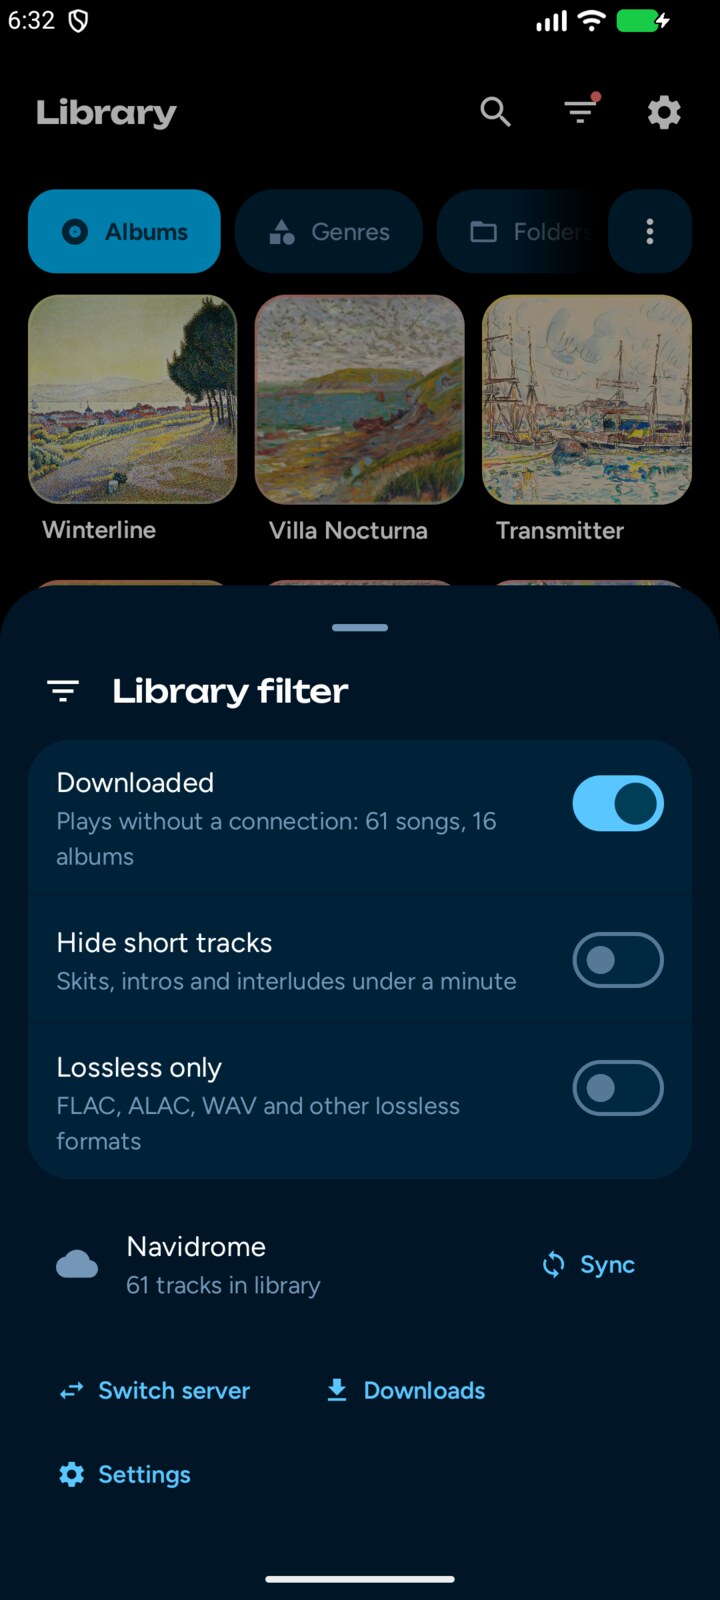 6:32
Library
Albums
Genres
Folders
Winterline
Villa Nocturna
Transmitter
Library filter
Downloaded
Plays without a connection: 61 songs, 16
albums
Hide short tracks
Skits, intros and interludes under a minute
Lossless only
FLAC, ALAC, WAV and other lossless
formats
Navidrome
61 tracks in library
Sync
Switch server
Downloads
Settings